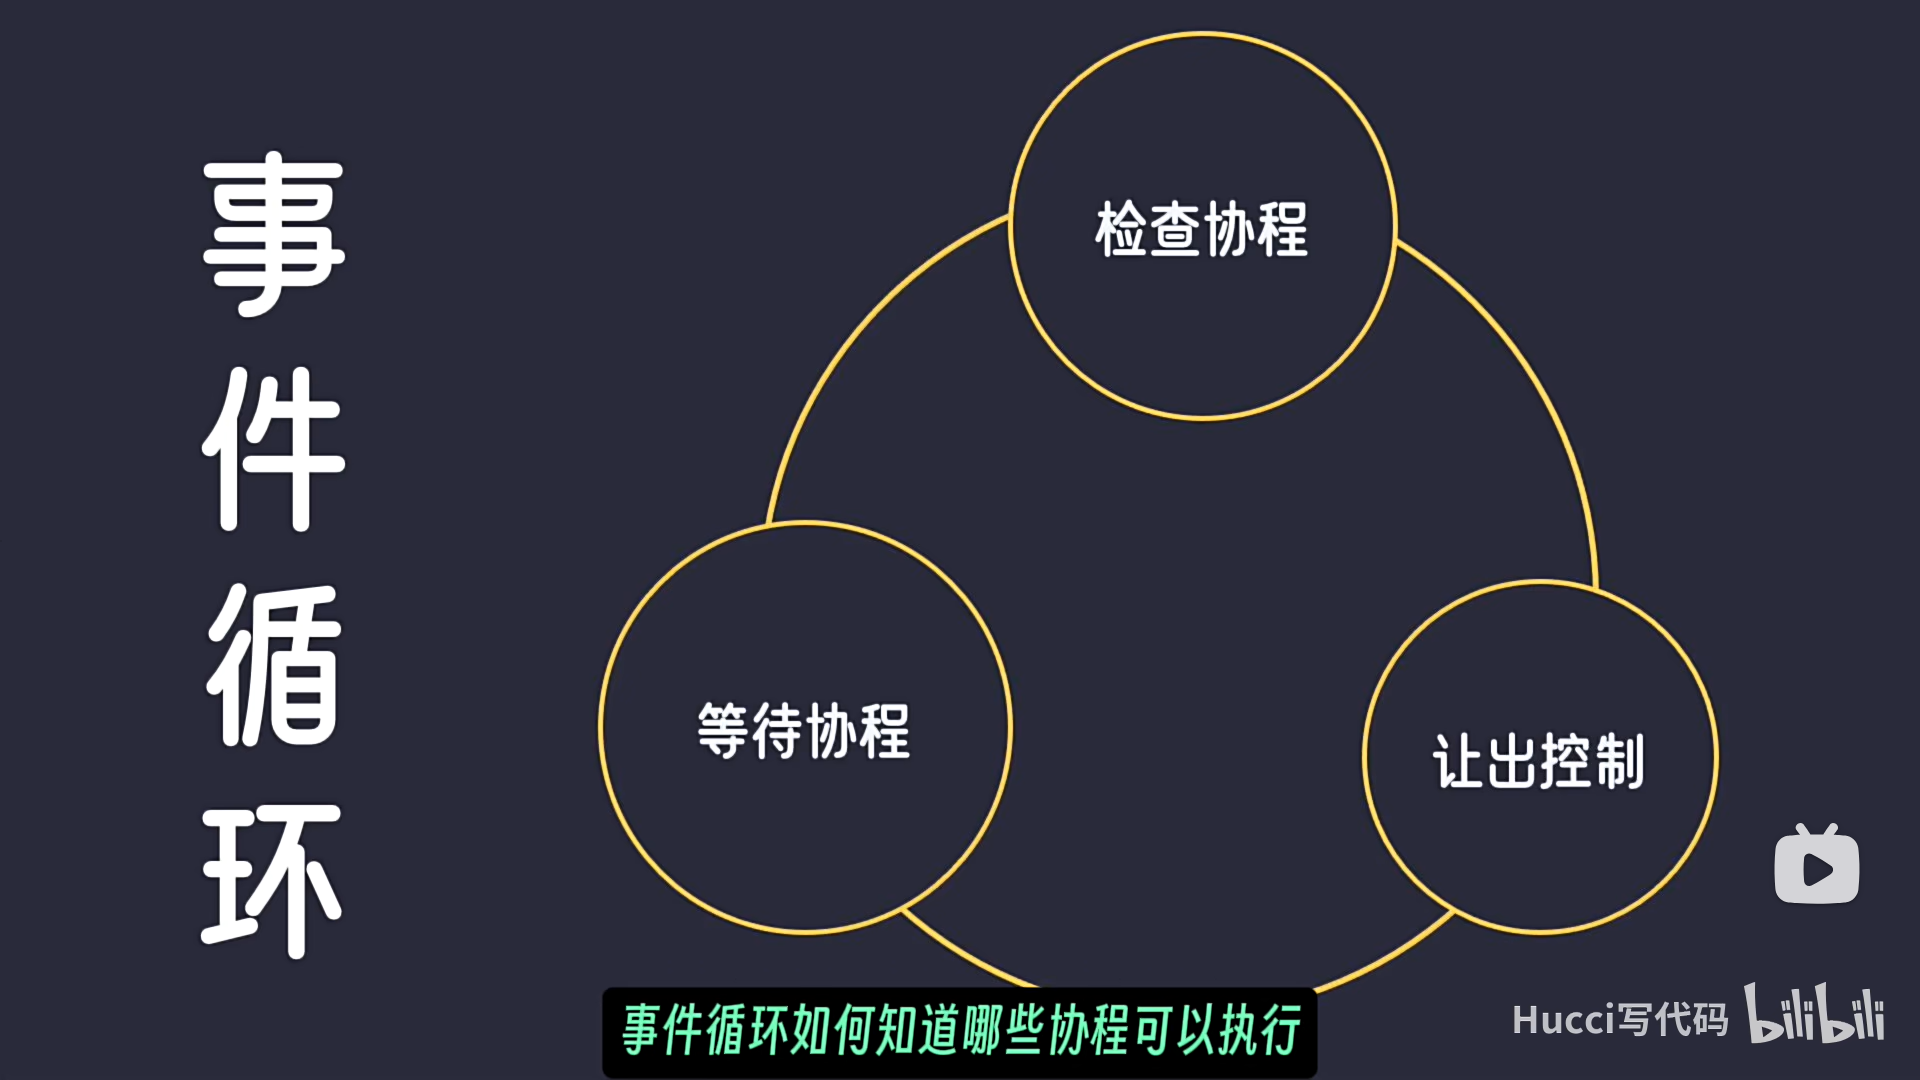 事件循环
检查协程
等待协程
让出控制
事件循环如何知道哪些协程可以执行
Hucci写代码 bilibili